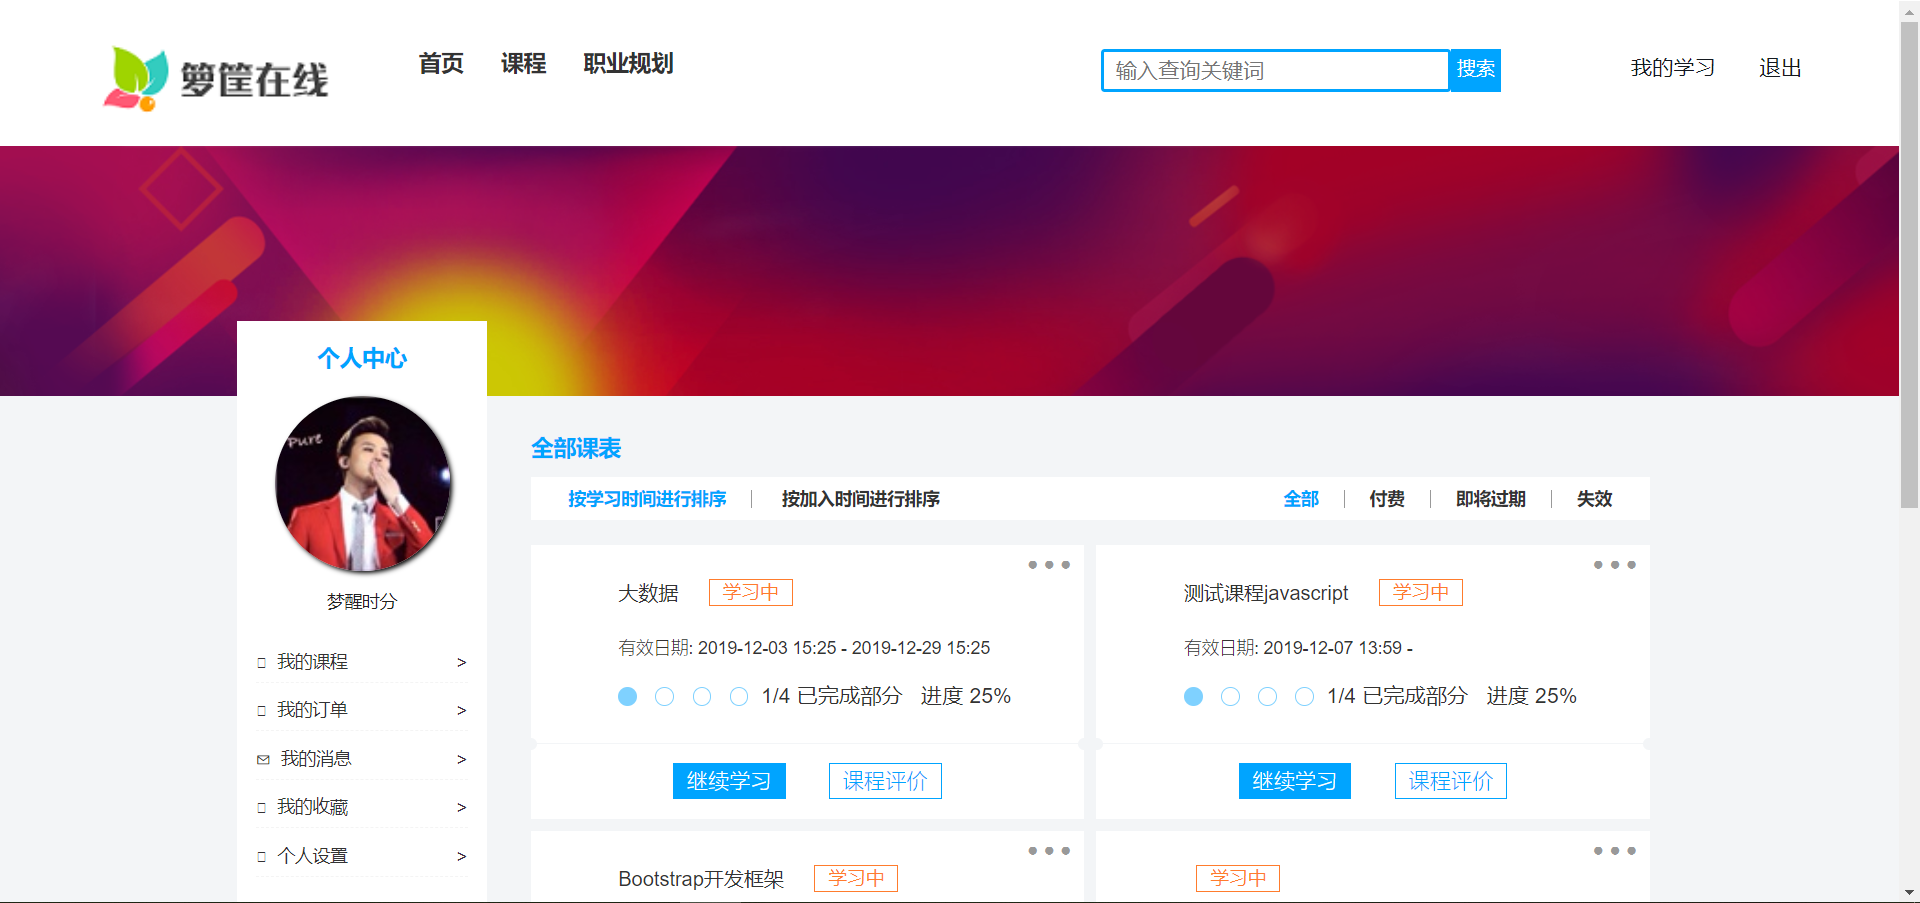 箩筐在线
首页 课程 职业规划
输入查询关键词 搜索
我的学习 退出
个人中心
Pure
梦醒时分
我的课程 >
我的订单 >
我的消息 >
我的收藏 >
个人设置 >
全部课表
按学习时间进行排序 按加入时间进行排序
全部 付费 即将过期 失效
大数据 学习中
有效日期: 2019-12-03 15:25 - 2019-12-29 15:25
1/4 已完成部分 进度 25%
继续学习 课程评价
测试课程javascript 学习中
有效日期: 2019-12-07 13:59 -
1/4 已完成部分 进度 25%
继续学习 课程评价
Bootstrap开发框架 学习中
学习中